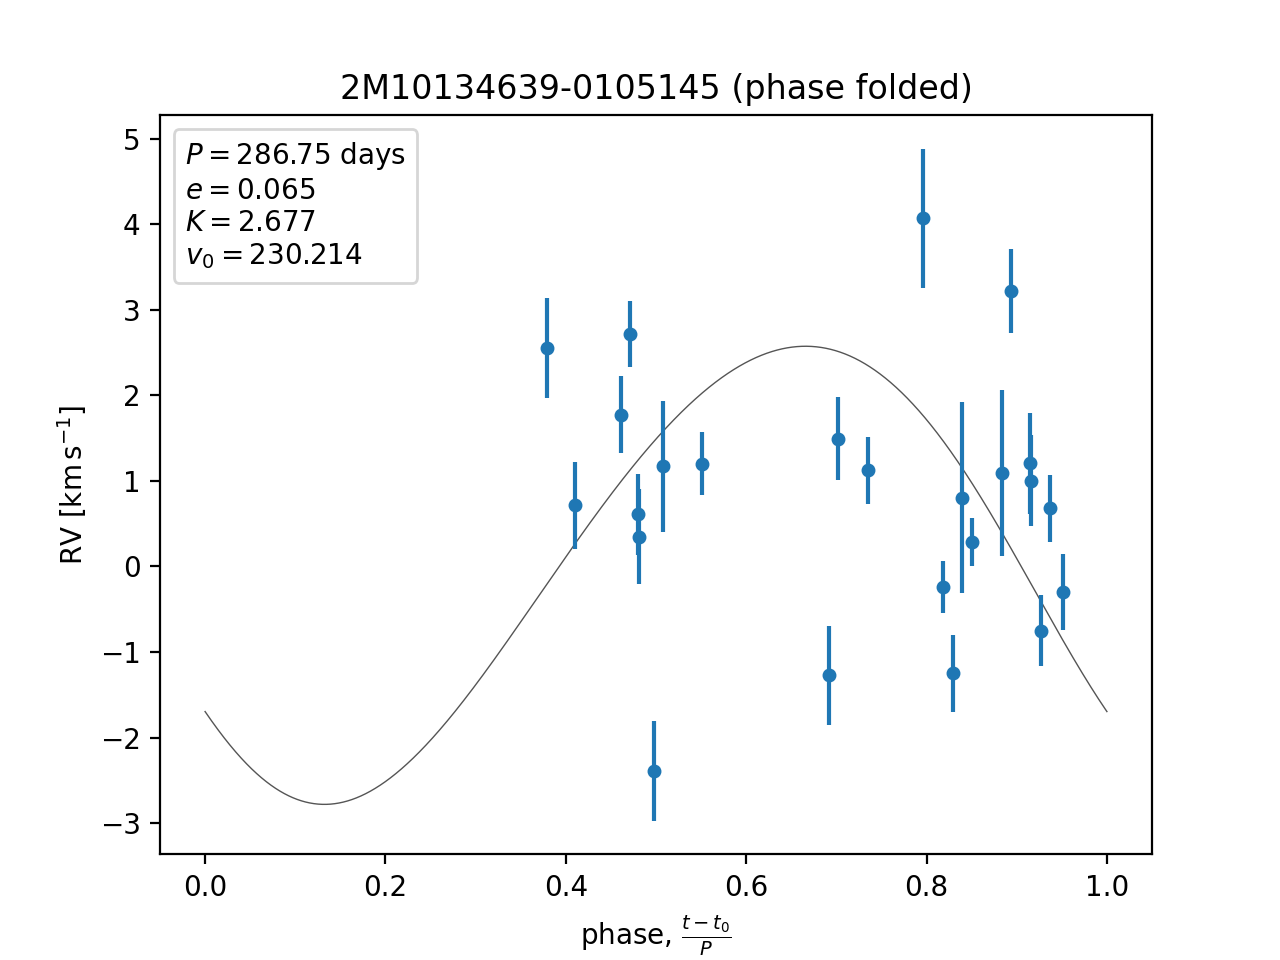 2M10134639-0105145 (phase folded)
P = 286.75 days
e = 0.065
K = 2.677
v₀ = 230.214
5
4
3
2
1
0
−1
−2
−3
RV [km s⁻¹]
0.0 0.2 0.4 0.6 0.8 1.0
phase, (t − t₀)/P